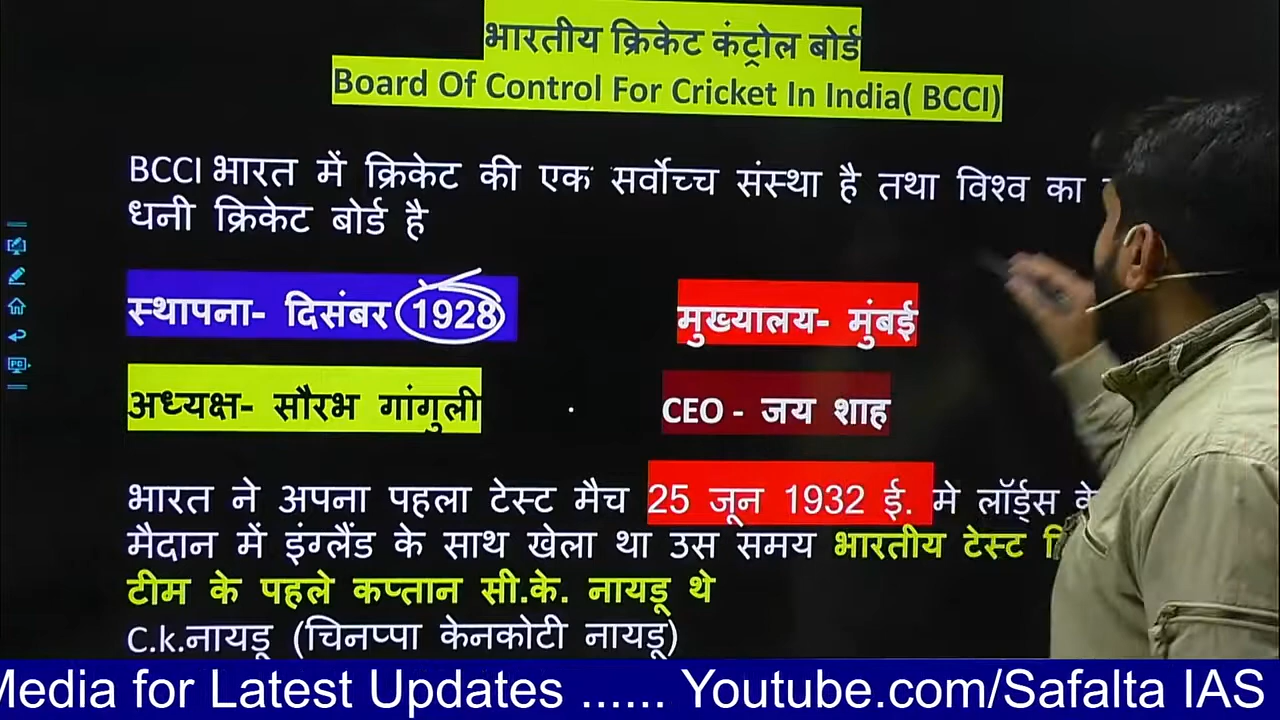 भारतीय क्रिकेट कंट्रोल बोर्ड
Board Of Control For Cricket In India( BCCI)
BCCI भारत में क्रिकेट की एक सर्वोच्च संस्था है तथा विश्व का
धनी क्रिकेट बोर्ड है
स्थापना- दिसंबर 1928
मुख्यालय- मुंबई
अध्यक्ष- सौरभ गांगुली
CEO - जय शाह
भारत ने अपना पहला टेस्ट मैच 25 जून 1932 ई. मे लॉर्ड्स के
मैदान में इंग्लैंड के साथ खेला था उस समय भारतीय टेस्ट
टीम के पहले कप्तान सी.के. नायडू थे
C.k.नायडू (चिनप्पा केनकोटी नायडू)
Media for Latest Updates ...... Youtube.com/Safalta IAS